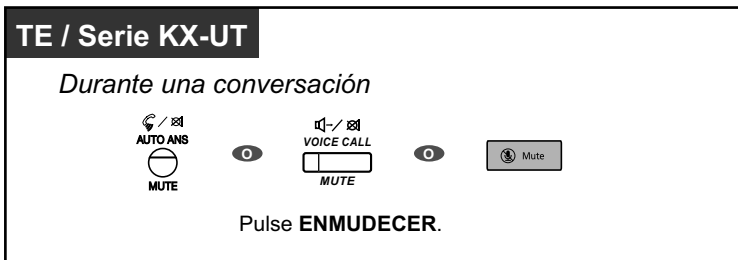 TE / Serie KX-UT
Durante una conversación
AUTO ANS
MUTE
O
VOICE CALL
MUTE
O
Mute
Pulse ENMUDECER.